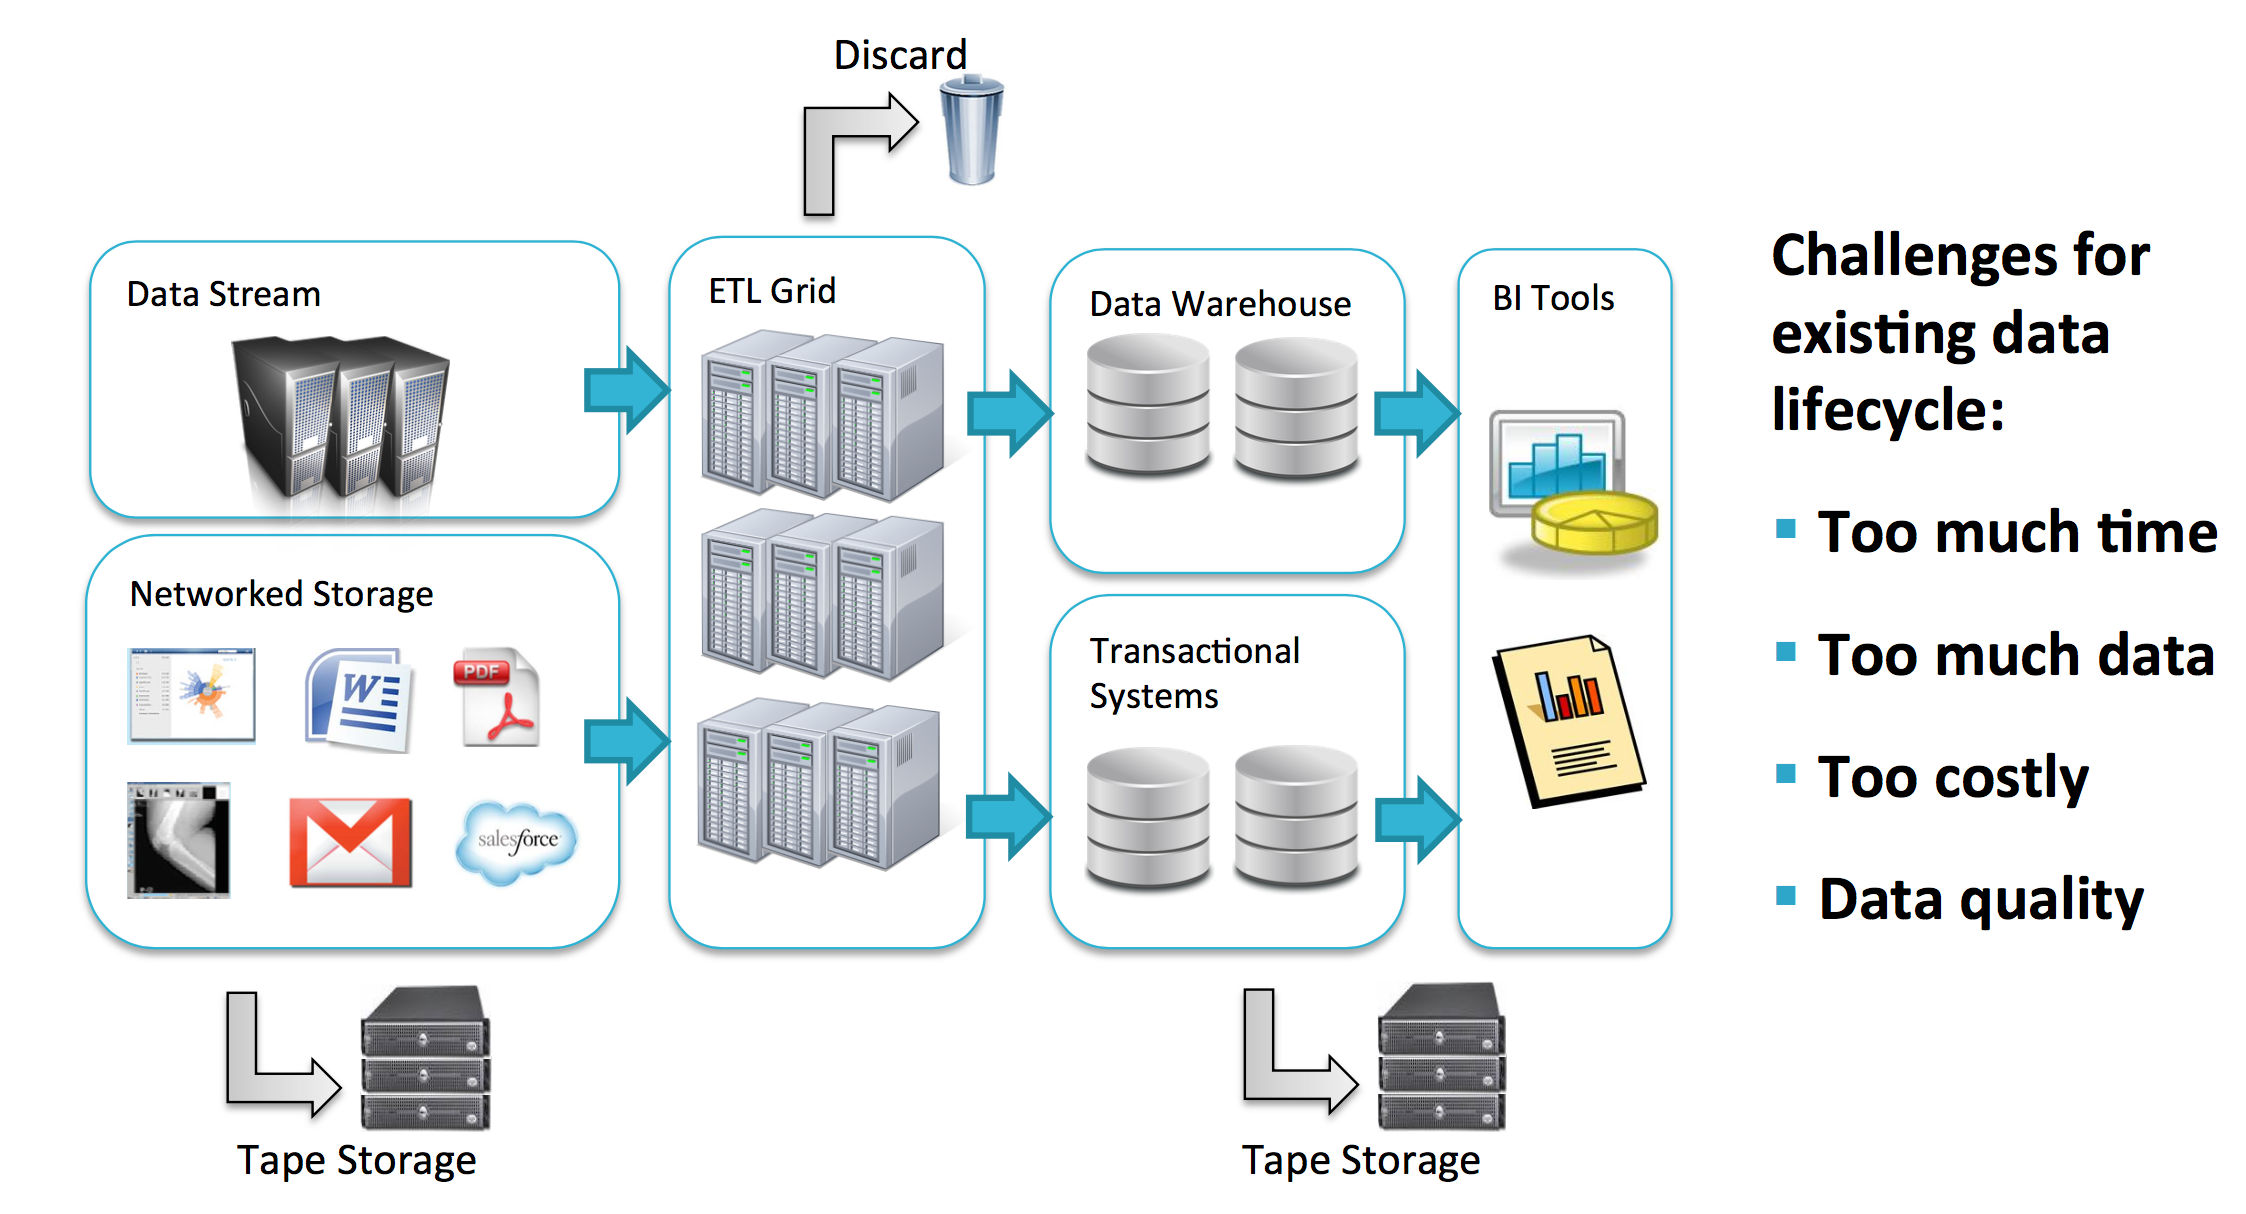 Discard
Data Stream
ETL Grid
Data Warehouse
BI Tools
Networked Storage
W
PDF
salesforce
Transactional
Systems
Tape Storage
Tape Storage
Challenges for
existing data
lifecycle:
Too much time
Too much data
Too costly
Data quality